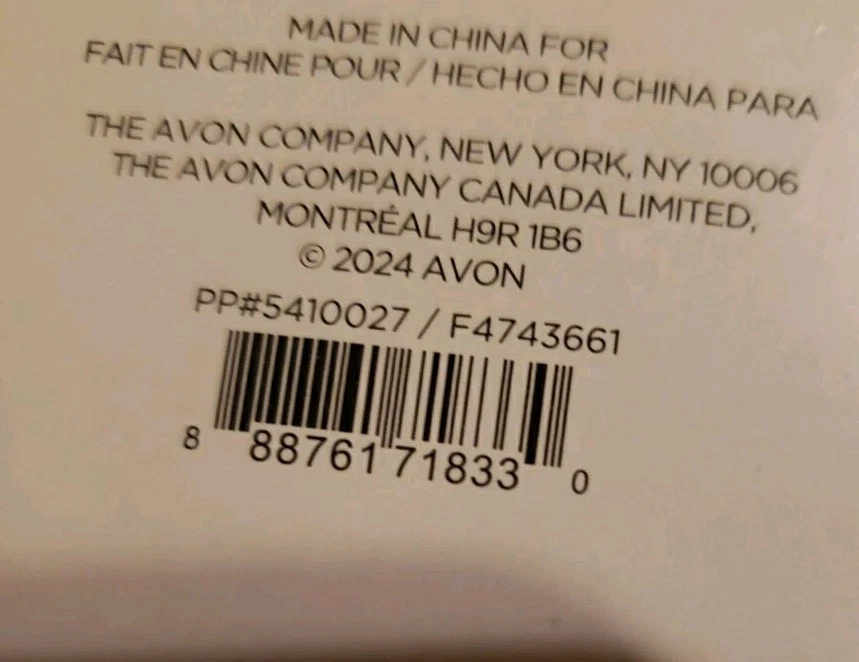 MADE IN CHINA FOR
FAIT EN CHINE POUR / HECHO EN CHINA PARA
THE AVON COMPANY, NEW YORK, NY 10006
THE AVON COMPANY CANADA LIMITED,
MONTRÉAL H9R 1B6
© 2024 AVON
PP#5410027 / F4743661
8 88761 71833 0